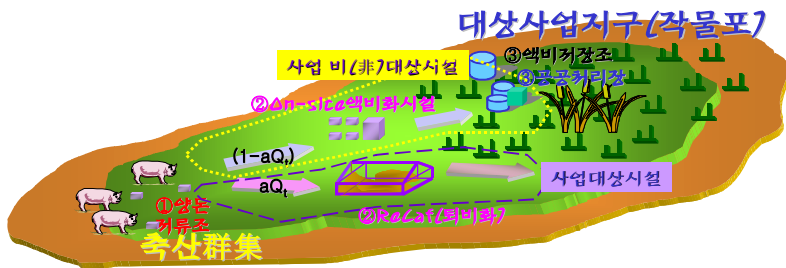 대상사업지구(작물포)
사업 비(非)대상시설
③액비저장조
③공공처리장
②On-site액비화시설
(1-aQt)
aQt
사업대상시설
①양돈
저류조
②ReCaf(퇴비화)
축산群集